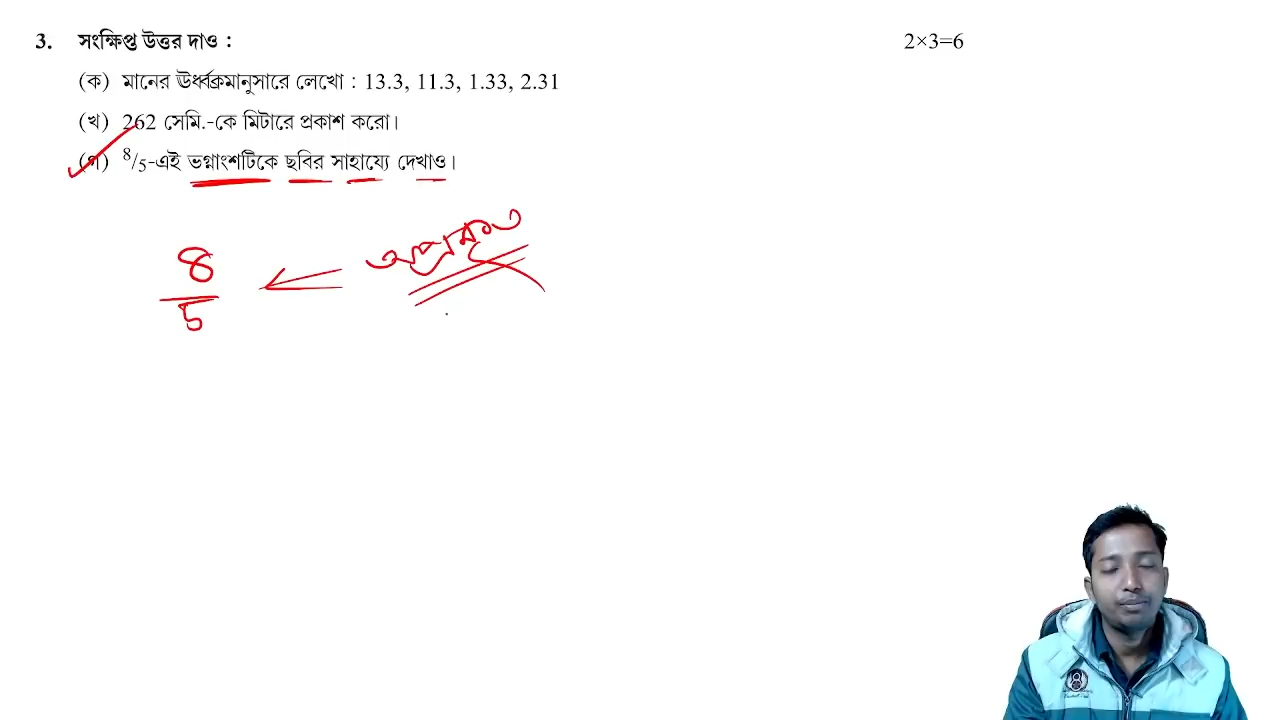 3. সংক্ষিপ্ত উত্তর দাও :
2×3=6
(ক) মানের ঊর্ধ্বক্রমানুসারে লেখো : 13.3, 11.3, 1.33, 2.31
(খ) 262 সেমি.-কে মিটারে প্রকাশ করো।
(গ) 8/5-এই ভগ্নাংশটিকে ছবির সাহায্যে দেখাও।
8/5
অপ্রকৃত